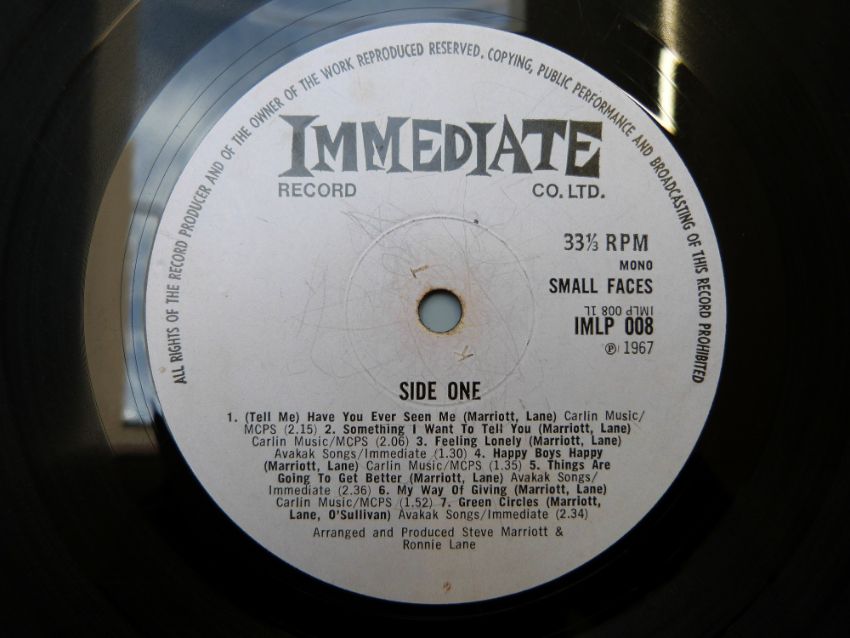 ALL RIGHTS OF THE RECORD PRODUCER AND OF THE OWNER OF THE WORK REPRODUCED RESERVED. COPYING, PUBLIC PERFORMANCE AND BROADCASTING OF THIS RECORD PROHIBITED
IMMEDIATE
RECORD CO. LTD.
33⅓ RPM
MONO
SMALL FACES
IMLP 008 1L
IMLP 008
℗ 1967
SIDE ONE
1. (Tell Me) Have You Ever Seen Me (Marriott, Lane) Carlin Music/
MCPS (2.15) 2. Something I Want To Tell You (Marriott, Lane)
Carlin Music/MCPS (2.06) 3. Feeling Lonely (Marriott, Lane)
Avakak Songs/Immediate (1.30) 4. Happy Boys Happy
(Marriott, Lane) Carlin Music/MCPS (1.35) 5. Things Are
Going To Get Better (Marriott, Lane) Avakak Songs/
Immediate (2.36) 6. My Way Of Giving (Marriott, Lane)
Carlin Music/MCPS (1.52) 7. Green Circles (Marriott,
Lane, O'Sullivan) Avakak Songs/Immediate (2.34)
Arranged and Produced Steve Marriott &
Ronnie Lane